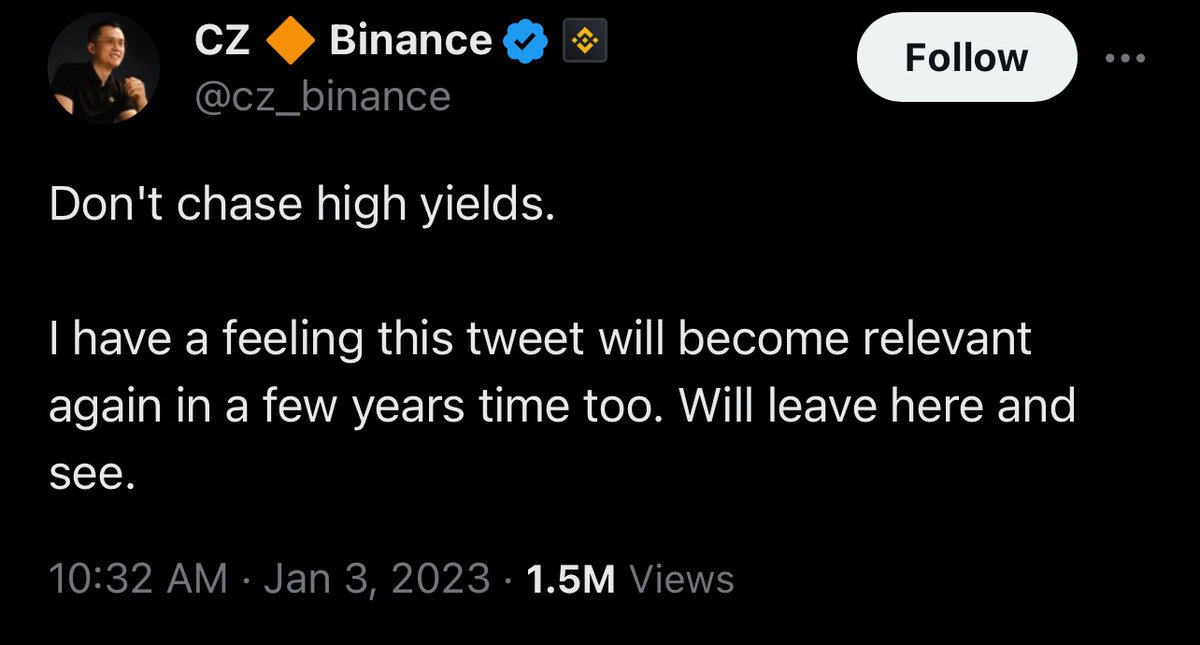 CZ 🔶 Binance
@cz_binance
Follow
Don't chase high yields.
I have a feeling this tweet will become relevant
again in a few years time too. Will leave here and
see.
10:32 AM · Jan 3, 2023 · 1.5M Views